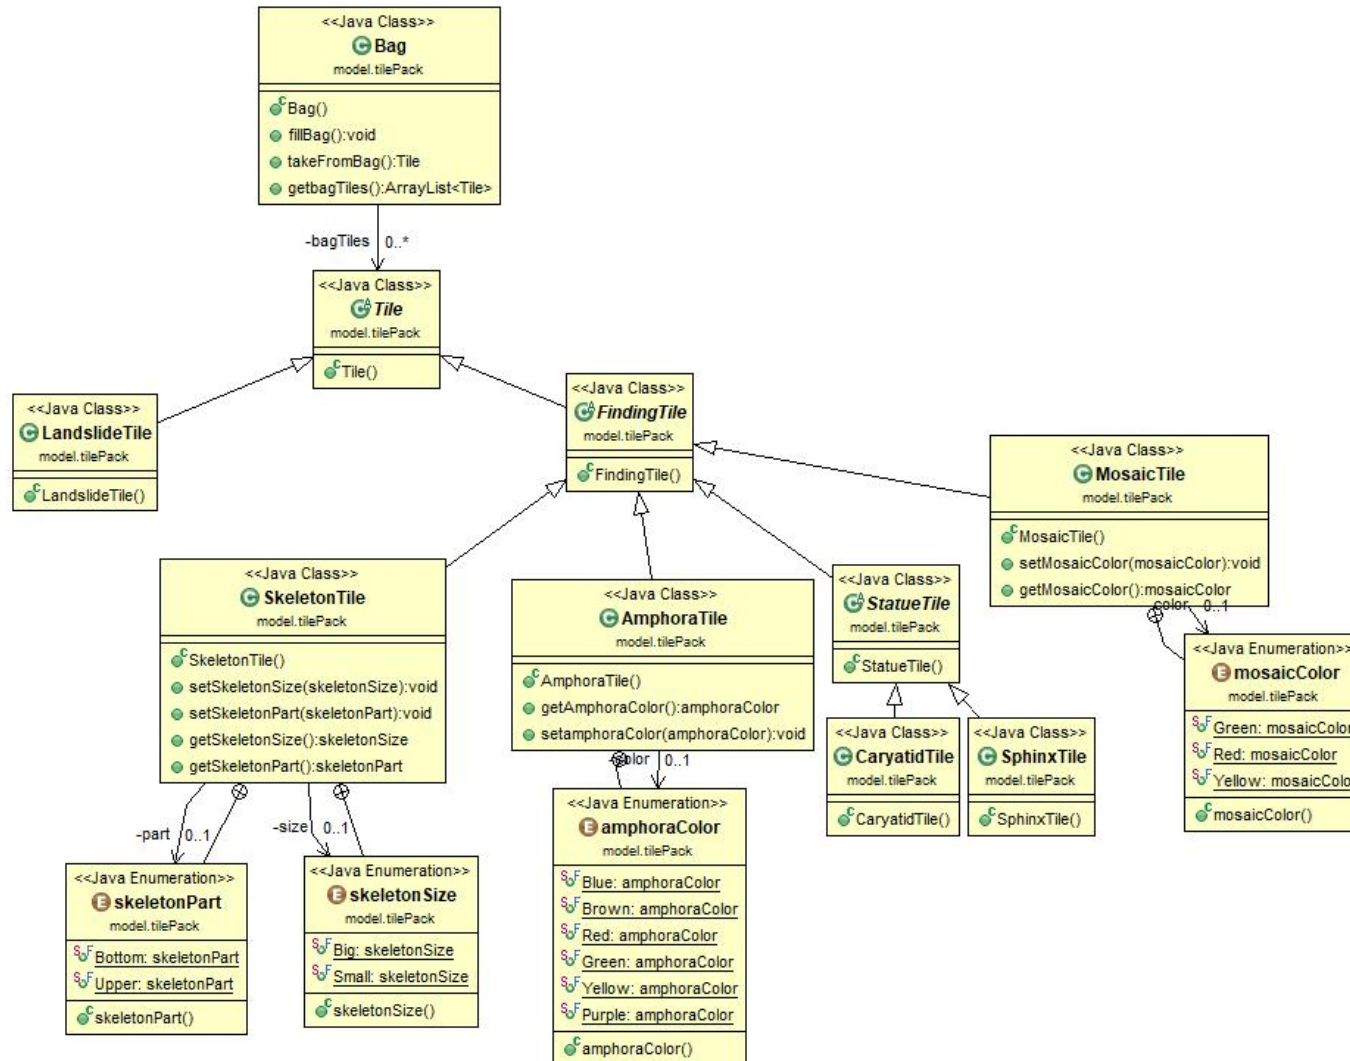 <<Java Class>>
Bag
model.tilePack
Bag()
fillBag():void
takeFromBag():Tile
getbagTiles():ArrayList<Tile>
-bagTiles 0..*
<<Java Class>>
Tile
model.tilePack
Tile()
<<Java Class>>
LandslideTile
model.tilePack
LandslideTile()
<<Java Class>>
FindingTile
model.tilePack
FindingTile()
<<Java Class>>
MosaicTile
model.tilePack
MosaicTile()
setMosaicColor(mosaicColor):void
getMosaicColor():mosaicColor
color 0..1
<<Java Enumeration>>
mosaicColor
model.tilePack
Green: mosaicColor
Red: mosaicColor
Yellow: mosaicColo
mosaicColor()
<<Java Class>>
SkeletonTile
model.tilePack
SkeletonTile()
setSkeletonSize(skeletonSize):void
setSkeletonPart(skeletonPart):void
getSkeletonSize():skeletonSize
getSkeletonPart():skeletonPart
-part 0..1
-size 0..1
<<Java Enumeration>>
skeletonPart
model.tilePack
Bottom: skeletonPart
Upper: skeletonPart
skeletonPart()
<<Java Enumeration>>
skeletonSize
model.tilePack
Big: skeletonSize
Small: skeletonSize
skeletonSize()
<<Java Class>>
AmphoraTile
model.tilePack
AmphoraTile()
getAmphoraColor():amphoraColor
setamphoraColor(amphoraColor):void
0..1
<<Java Enumeration>>
amphoraColor
model.tilePack
Blue: amphoraColor
Brown: amphoraColor
Red: amphoraColor
Green: amphoraColor
Yellow: amphoraColor
Purple: amphoraColor
amphoraColor()
<<Java Class>>
StatueTile
model.tilePack
StatueTile()
<<Java Class>>
CaryatidTile
model.tilePack
CaryatidTile()
<<Java Class>>
SphinxTile
model.tilePack
SphinxTile()